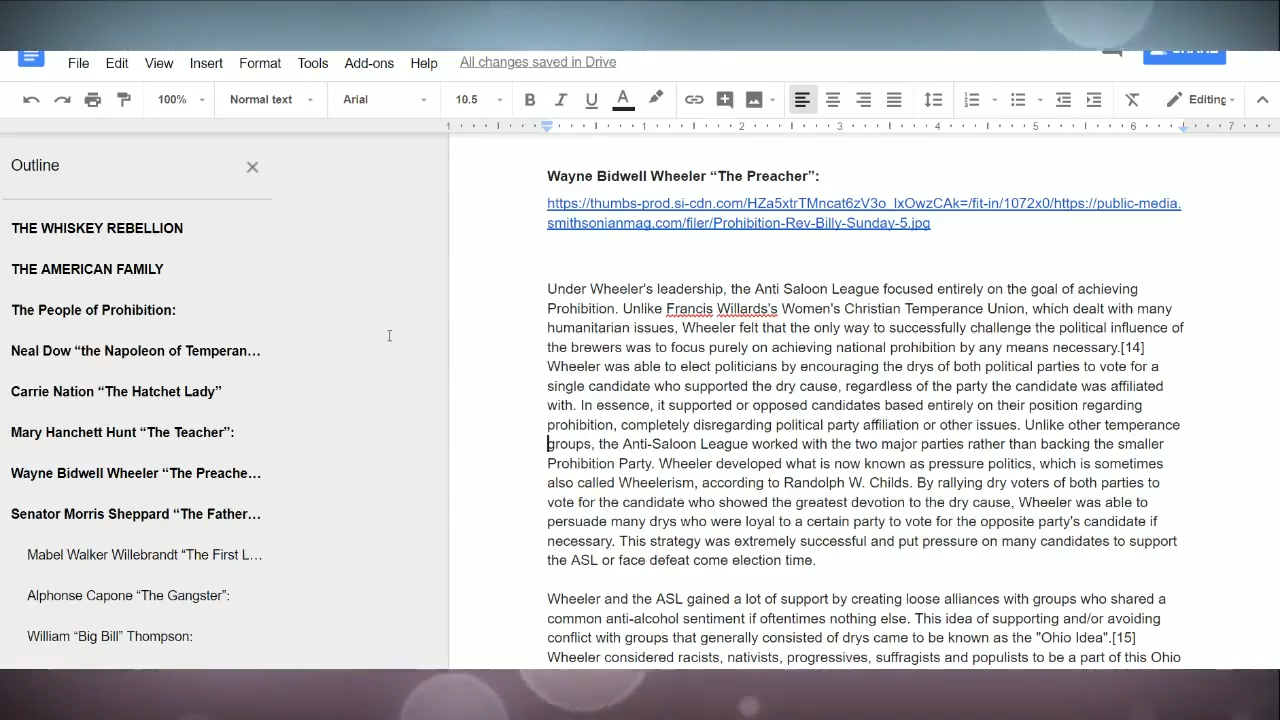 SHARE
File Edit View Insert Format Tools Add-ons Help All changes saved in Drive
100% Normal text Arial 10.5 B I U A Editing
1 1 2 3 4 5 6 7
Outline
THE WHISKEY REBELLION
THE AMERICAN FAMILY
The People of Prohibition:
Neal Dow “the Napoleon of Temperan...
Carrie Nation “The Hatchet Lady”
Mary Hanchett Hunt “The Teacher”:
Wayne Bidwell Wheeler “The Preache...
Senator Morris Sheppard “The Father...
Mabel Walker Willebrandt “The First L...
Alphonse Capone “The Gangster”:
William “Big Bill” Thompson:
Wayne Bidwell Wheeler “The Preacher”:
https://thumbs-prod.si-cdn.com/HZa5xtrTMncat6zV3o_IxOwzCAk=/fit-in/1072x0/https://public-media.
smithsonianmag.com/filer/Prohibition-Rev-Billy-Sunday-5.jpg
Under Wheeler's leadership, the Anti Saloon League focused entirely on the goal of achieving
Prohibition. Unlike Francis Willards's Women's Christian Temperance Union, which dealt with many
humanitarian issues, Wheeler felt that the only way to successfully challenge the political influence of
the brewers was to focus purely on achieving national prohibition by any means necessary.[14]
Wheeler was able to elect politicians by encouraging the drys of both political parties to vote for a
single candidate who supported the dry cause, regardless of the party the candidate was affiliated
with. In essence, it supported or opposed candidates based entirely on their position regarding
prohibition, completely disregarding political party affiliation or other issues. Unlike other temperance
groups, the Anti-Saloon League worked with the two major parties rather than backing the smaller
Prohibition Party. Wheeler developed what is now known as pressure politics, which is sometimes
also called Wheelerism, according to Randolph W. Childs. By rallying dry voters of both parties to
vote for the candidate who showed the greatest devotion to the dry cause, Wheeler was able to
persuade many drys who were loyal to a certain party to vote for the opposite party's candidate if
necessary. This strategy was extremely successful and put pressure on many candidates to support
the ASL or face defeat come election time.
Wheeler and the ASL gained a lot of support by creating loose alliances with groups who shared a
common anti-alcohol sentiment if oftentimes nothing else. This idea of supporting and/or avoiding
conflict with groups that generally consisted of drys came to be known as the "Ohio Idea".[15]
Wheeler considered racists, nativists, progressives, suffragists and populists to be a part of this Ohio